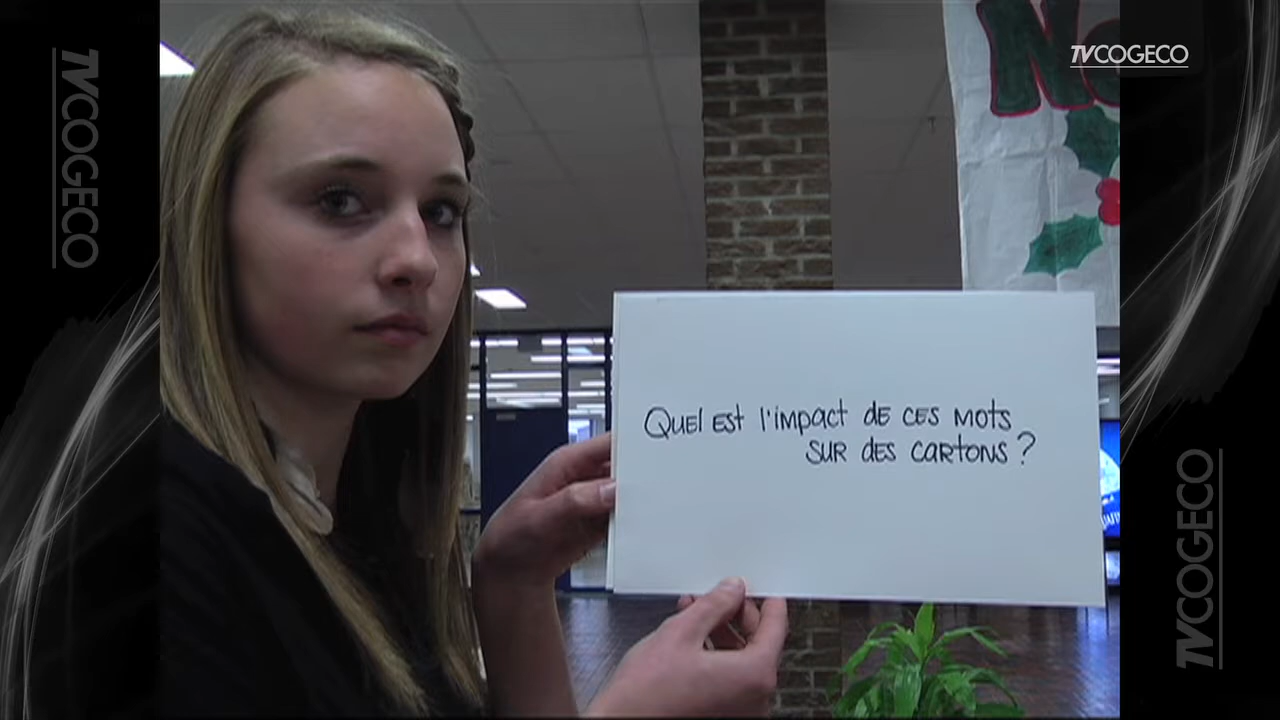 TVCOGECO
TVCOGECO
QUEL EST L'IMPACT DE CES MOTS
SUR DES CARTONS ?
TVCOGECO